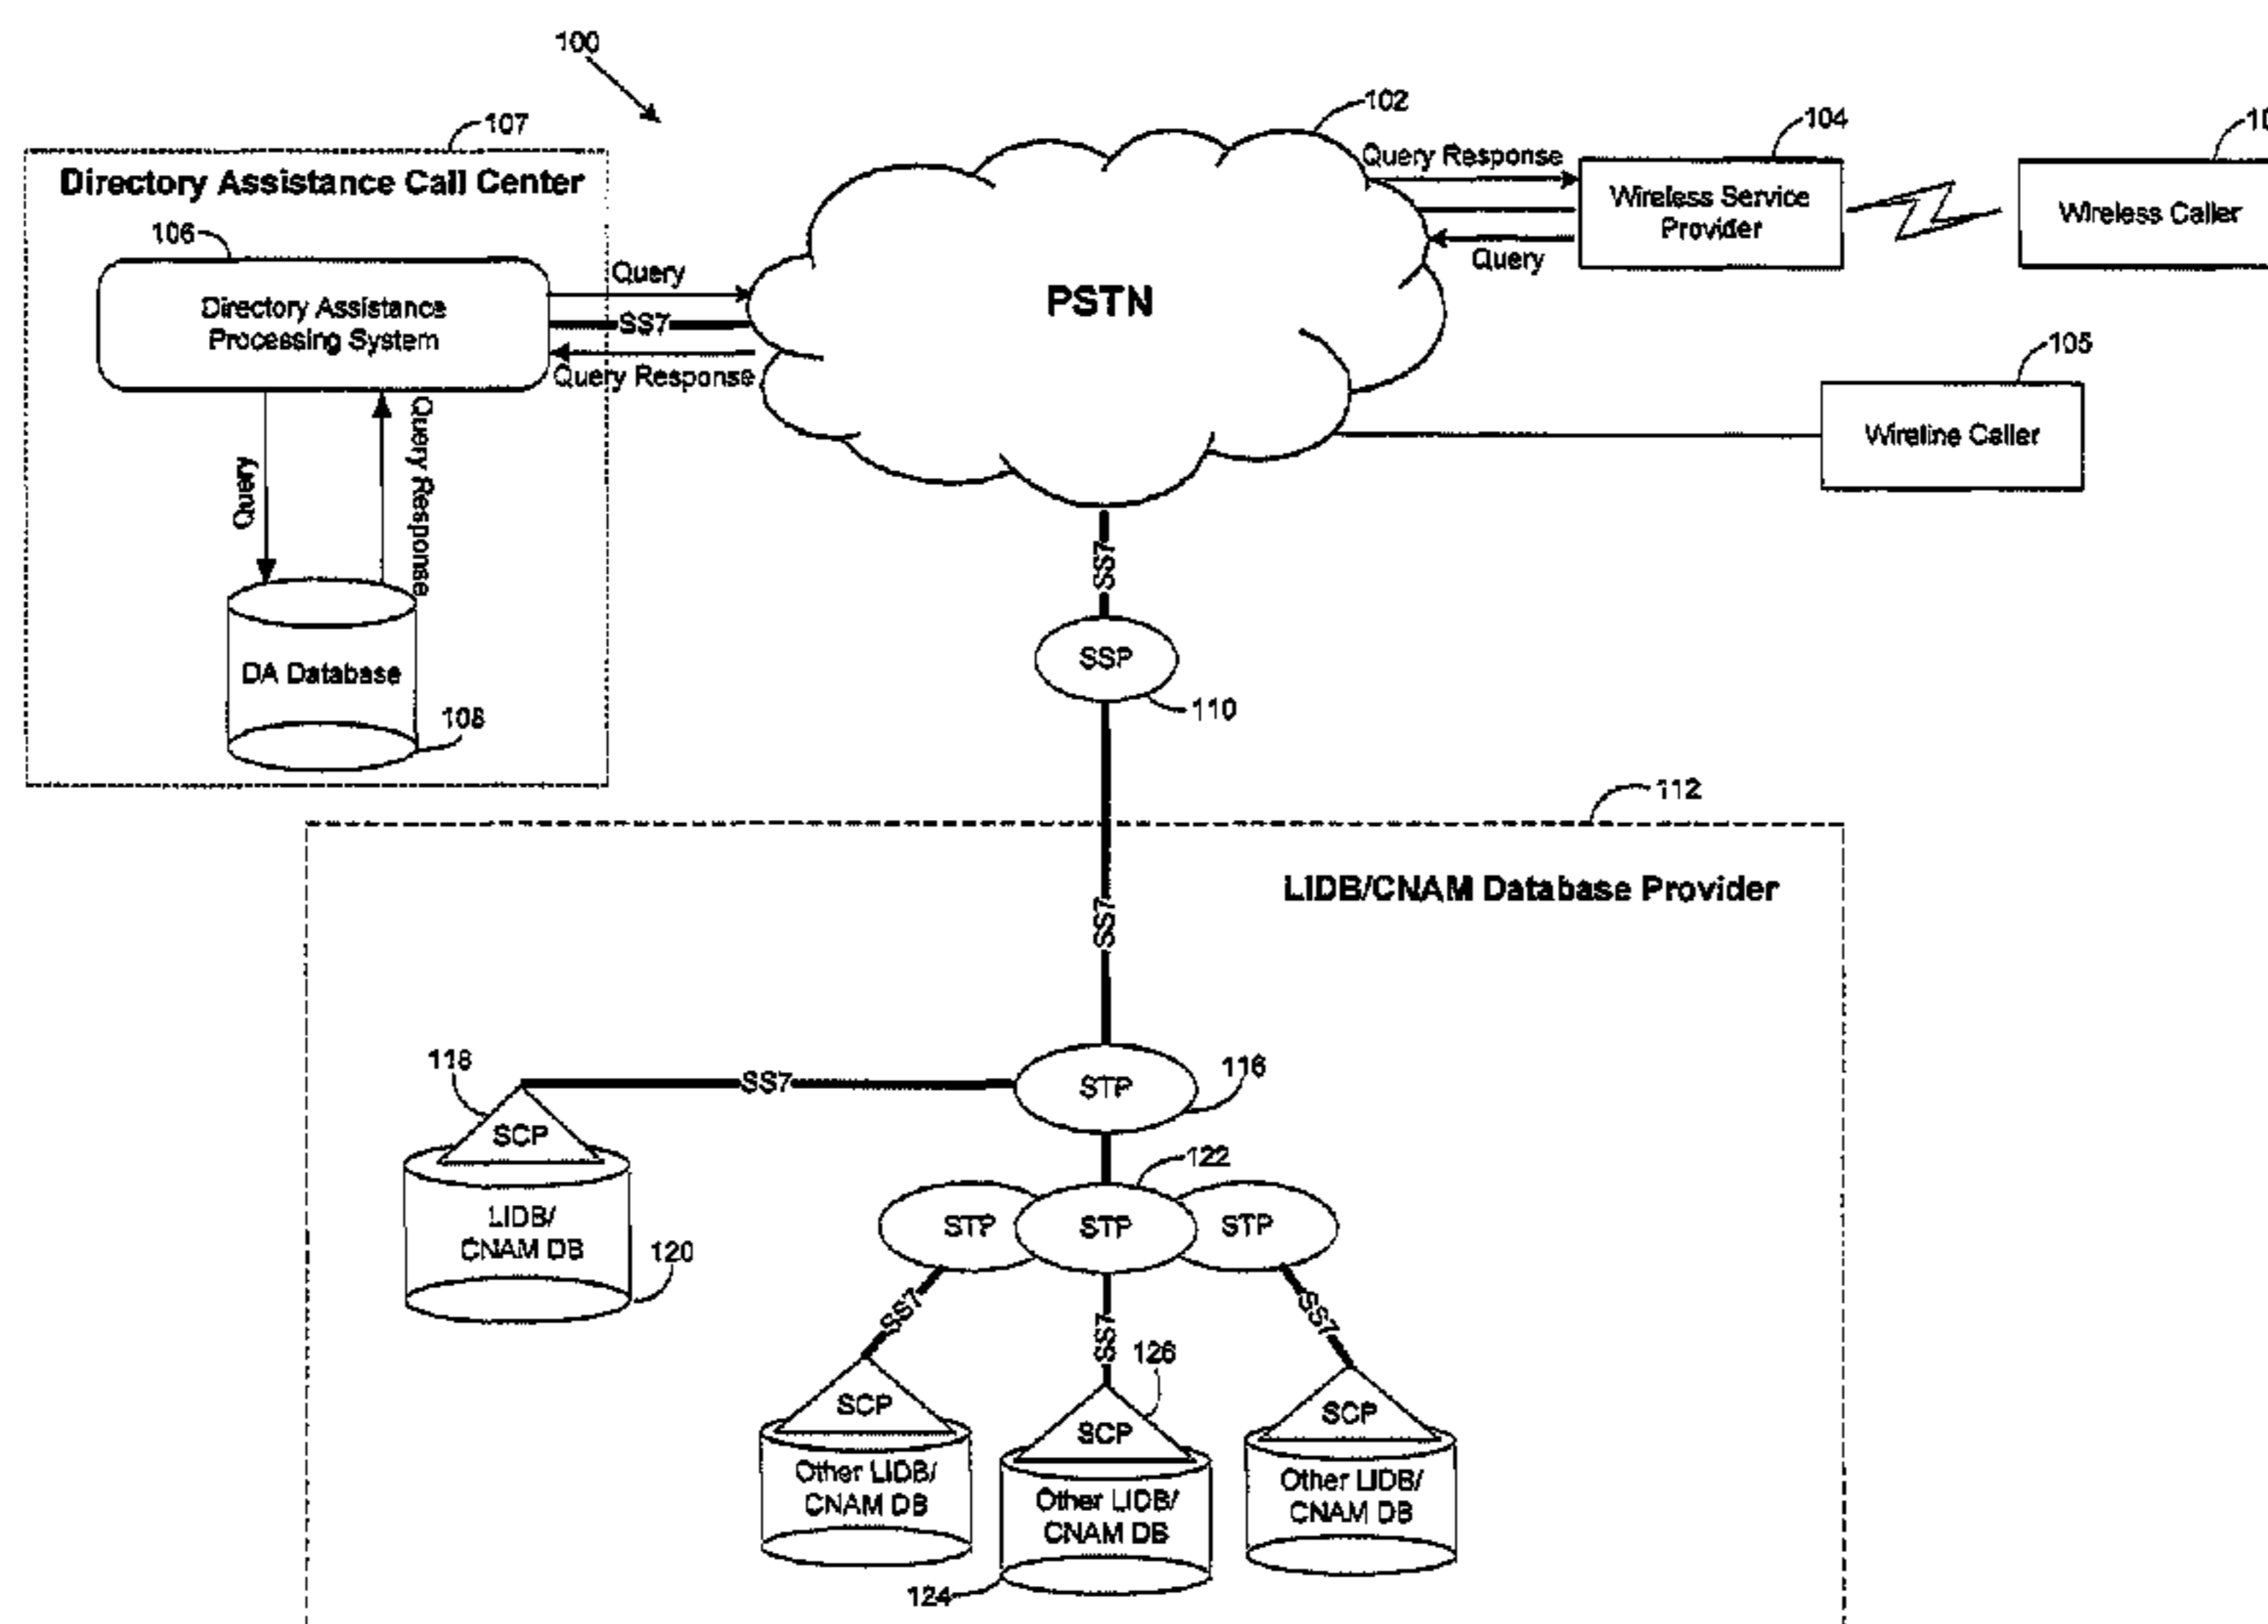 100
102
107
104
10
Directory Assistance Call Center
Query Response
Wireless Service
Provider
Wireless Caller
106
Query
Query
Directory Assistance
Processing System
SS7
PSTN
Query Response
105
Wireline Caller
Query
Query Response
SS7
DA Database
108
SSP
110
112
LIDB/CNAM Database Provider
SS7
118
SS7
STP
116
SCP
122
LIDB/
CNAM DB
120
STP
STP
STP
SS7
SS7
SS7
126
SCP
SCP
SCP
Other LIDB/
CNAM DB
Other LIDB/
CNAM DB
Other LIDB/
CNAM DB
124